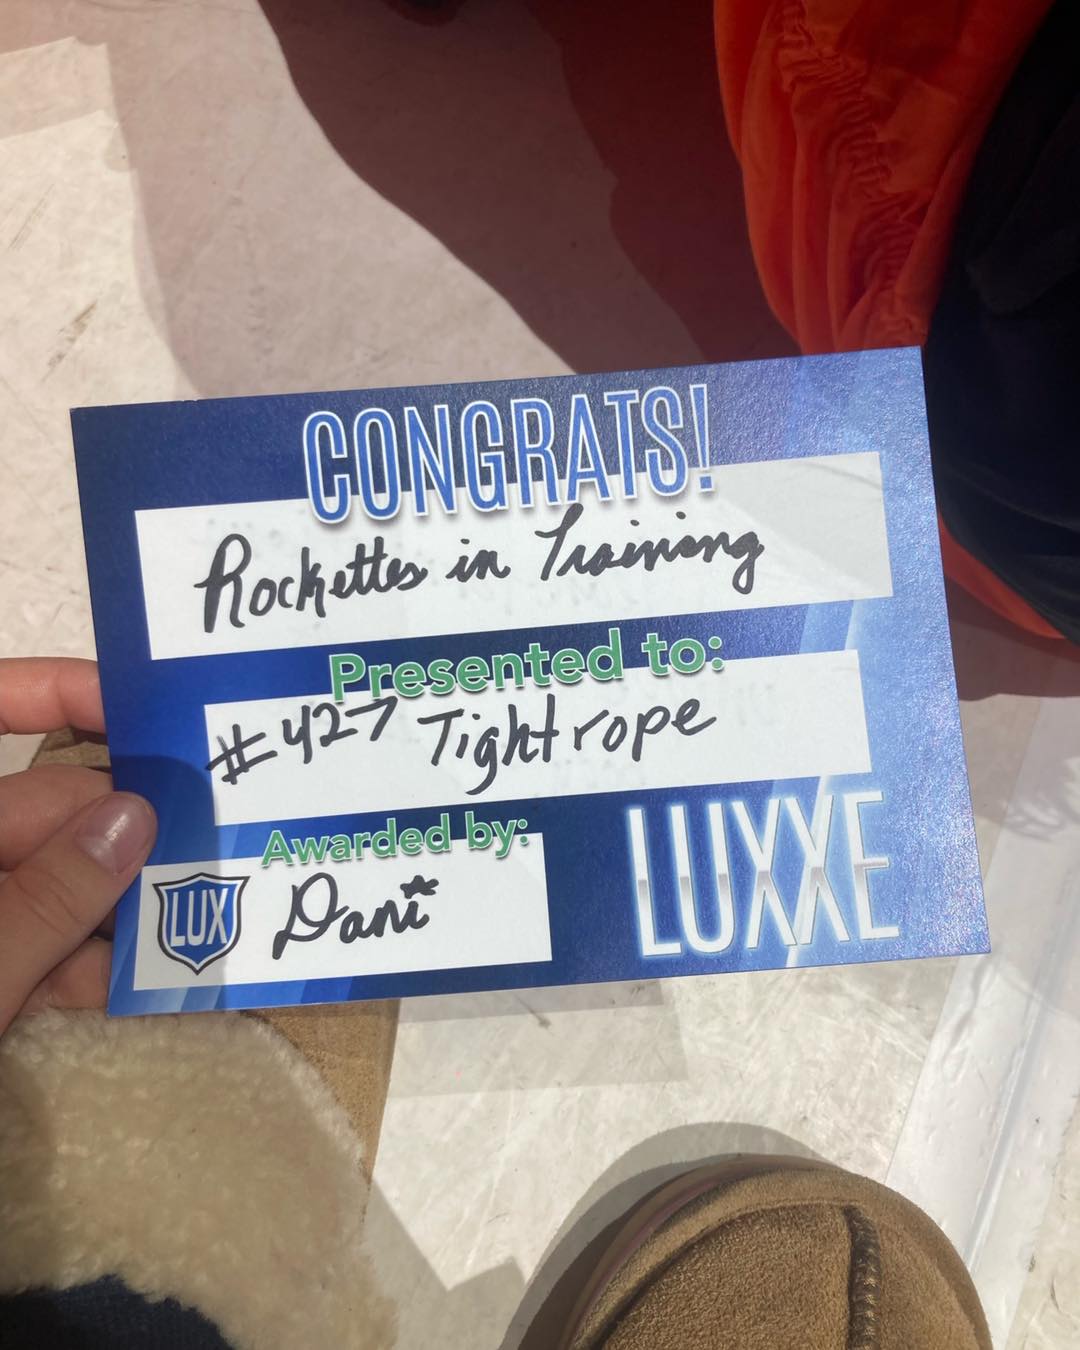 CONGRATS!
Rockettes in Training
Presented to:
#427 Tightrope
Awarded by:
LUX
Dani
LUXXE